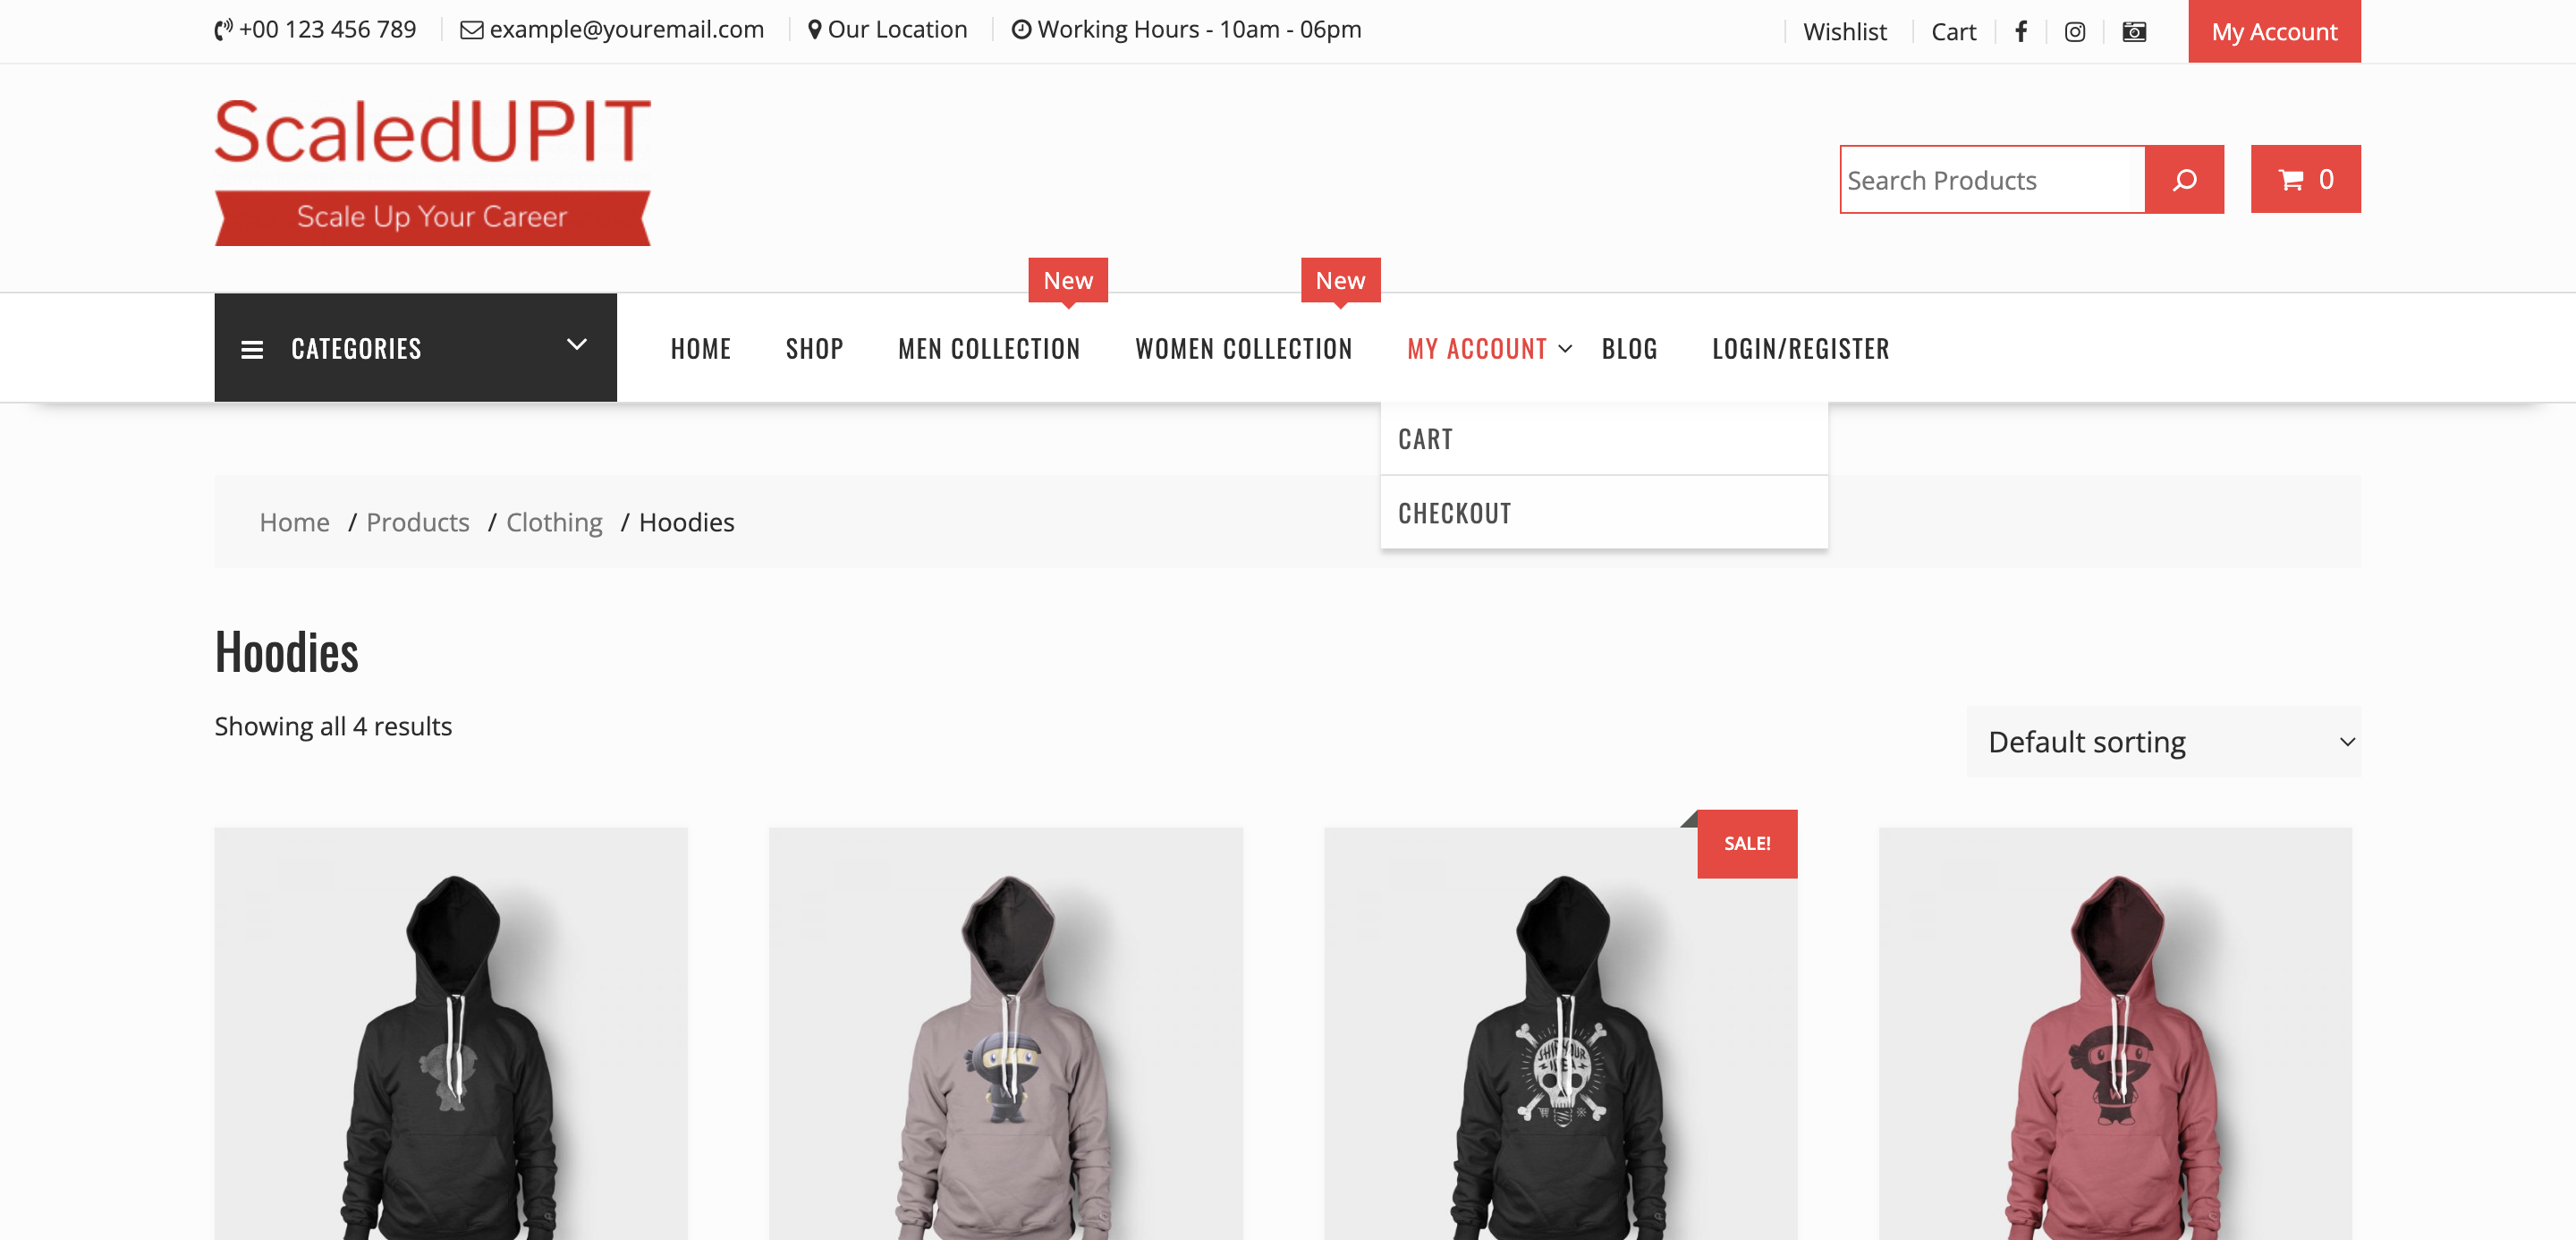 +00 123 456 789
example@youremail.com
Our Location
Working Hours - 10am - 06pm
Wishlist
Cart
My Account
ScaledUPIT
Scale Up Your Career
Search Products
0
New
New
CATEGORIES
HOME
SHOP
MEN COLLECTION
WOMEN COLLECTION
MY ACCOUNT
BLOG
LOGIN/REGISTER
CART
CHECKOUT
Home / Products / Clothing / Hoodies
Hoodies
Showing all 4 results
Default sorting
SALE!